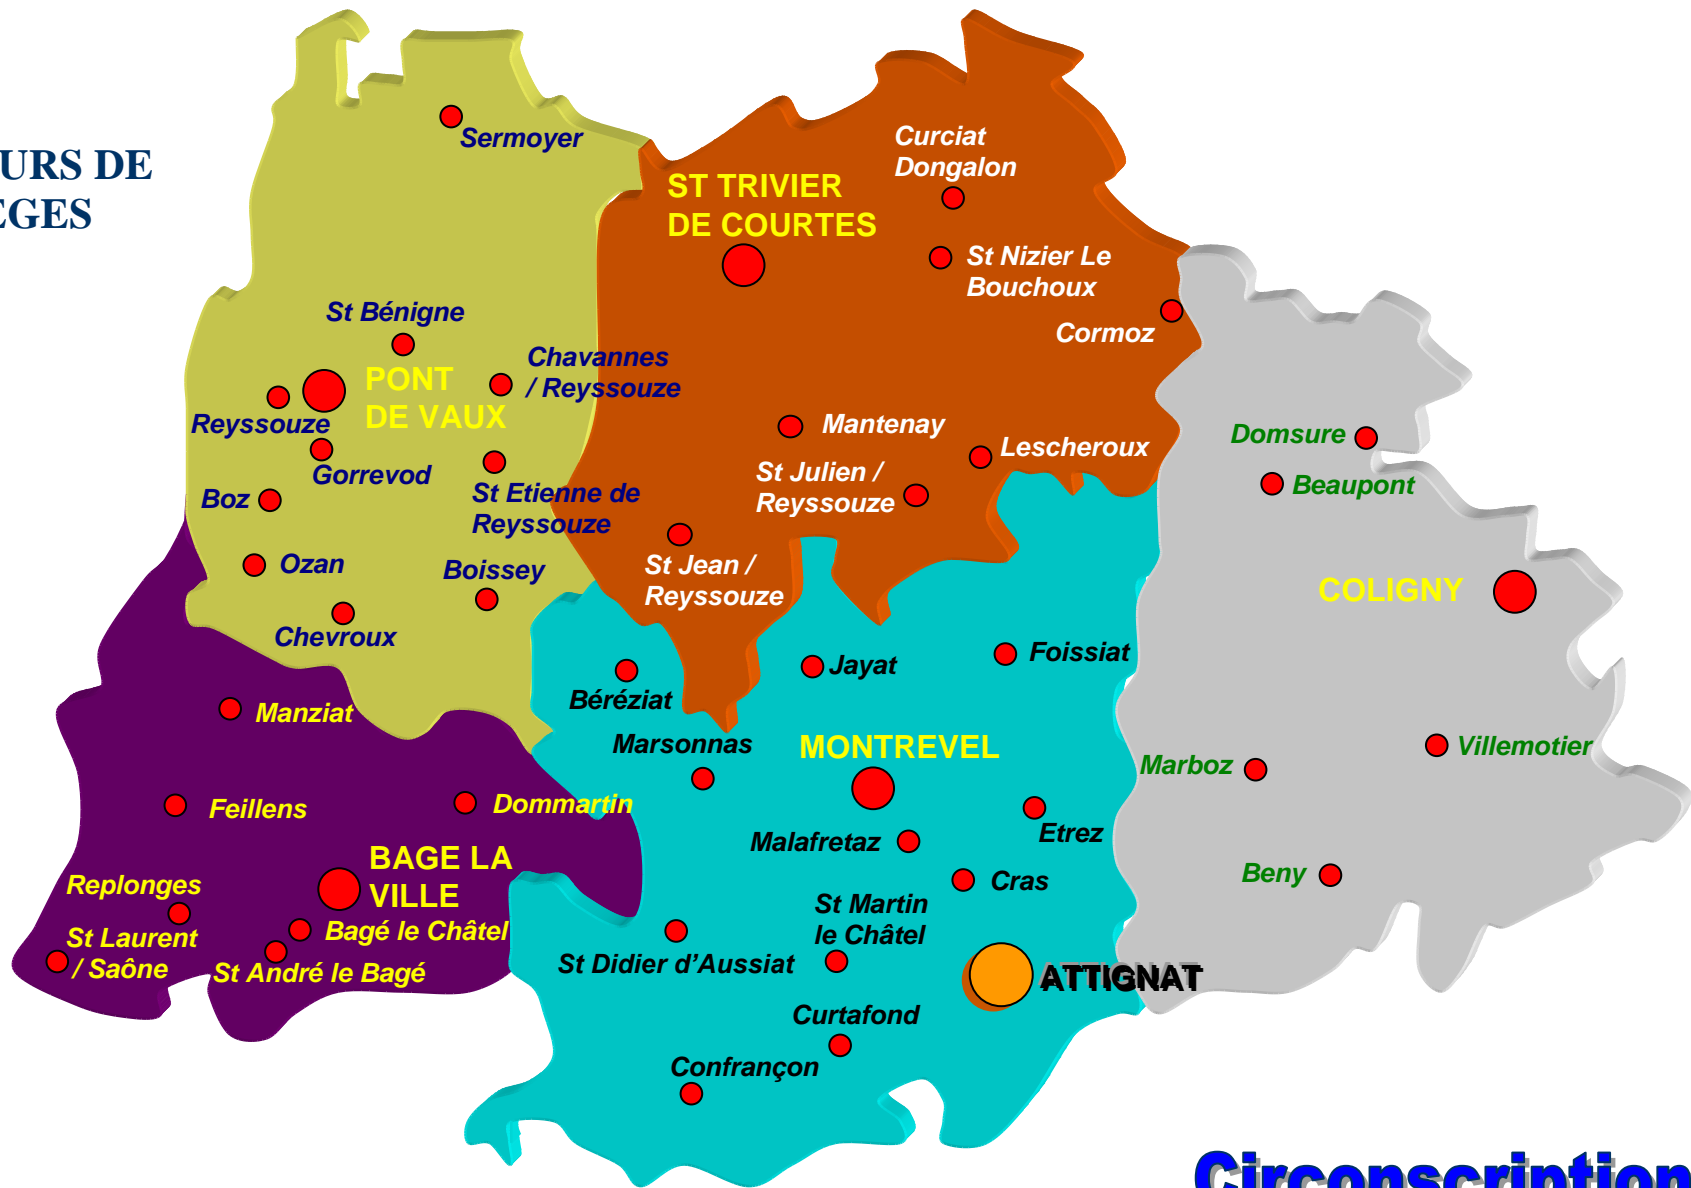 URS DE
EGES
Sermoyer
St Bénigne
PONT
DE VAUX
Chavannes
/ Reyssouze
Reyssouze
Gorrevod
Boz
St Etienne de
Reyssouze
Ozan
Boissey
Chevroux
ST TRIVIER
DE COURTES
Curciat
Dongalon
St Nizier Le
Bouchoux
Cormoz
Mantenay
Lescheroux
St Julien /
Reyssouze
St Jean /
Reyssouze
Domsure
Beaupont
COLIGNY
Villemotier
Marboz
Beny
Manziat
Feillens
Dommartin
BAGE LA
VILLE
Replonges
Bagé le Châtel
St Laurent
/ Saône
St André le Bagé
Béréziat
Jayat
Foissiat
Marsonnas
MONTREVEL
Malafretaz
Etrez
Cras
St Martin
le Châtel
St Didier d’Aussiat
ATTIGNAT
Curtafond
Confrançon
Circonscription